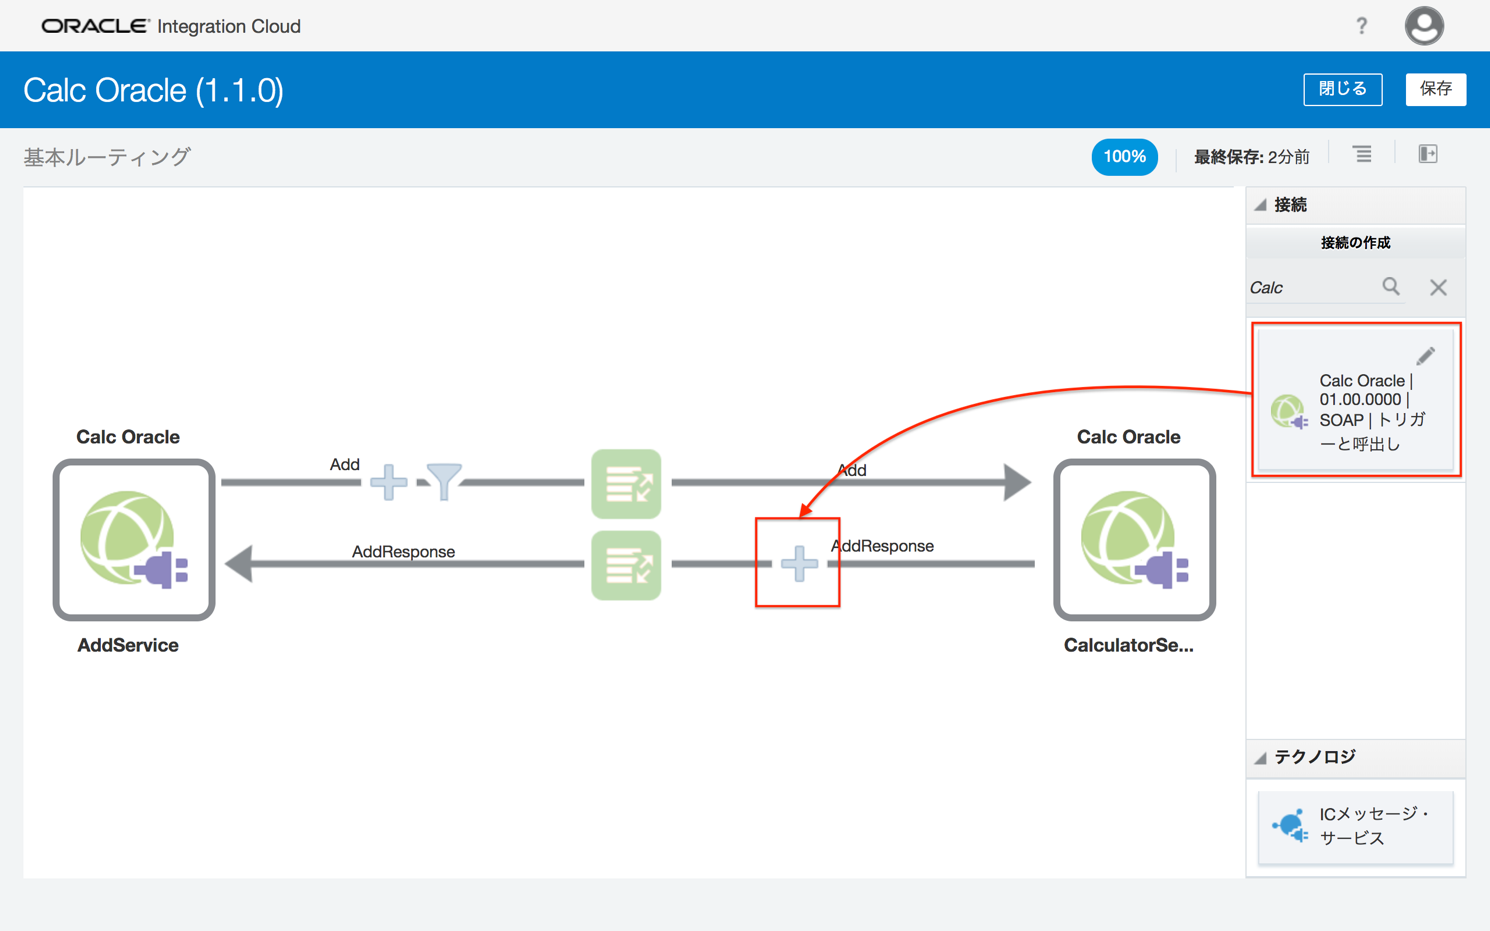 ORACLE® Integration Cloud
?
Calc Oracle (1.1.0)
閉じる
保存
基本ルーティング
100%
最終保存: 2分前
接続
接続の作成
Calc
Calc Oracle |
01.00.0000 |
SOAP | トリガ
ーと呼出し
Calc Oracle
Calc Oracle
Add
Add
AddResponse
AddResponse
AddService
CalculatorSe...
テクノロジ
ICメッセージ・
サービス